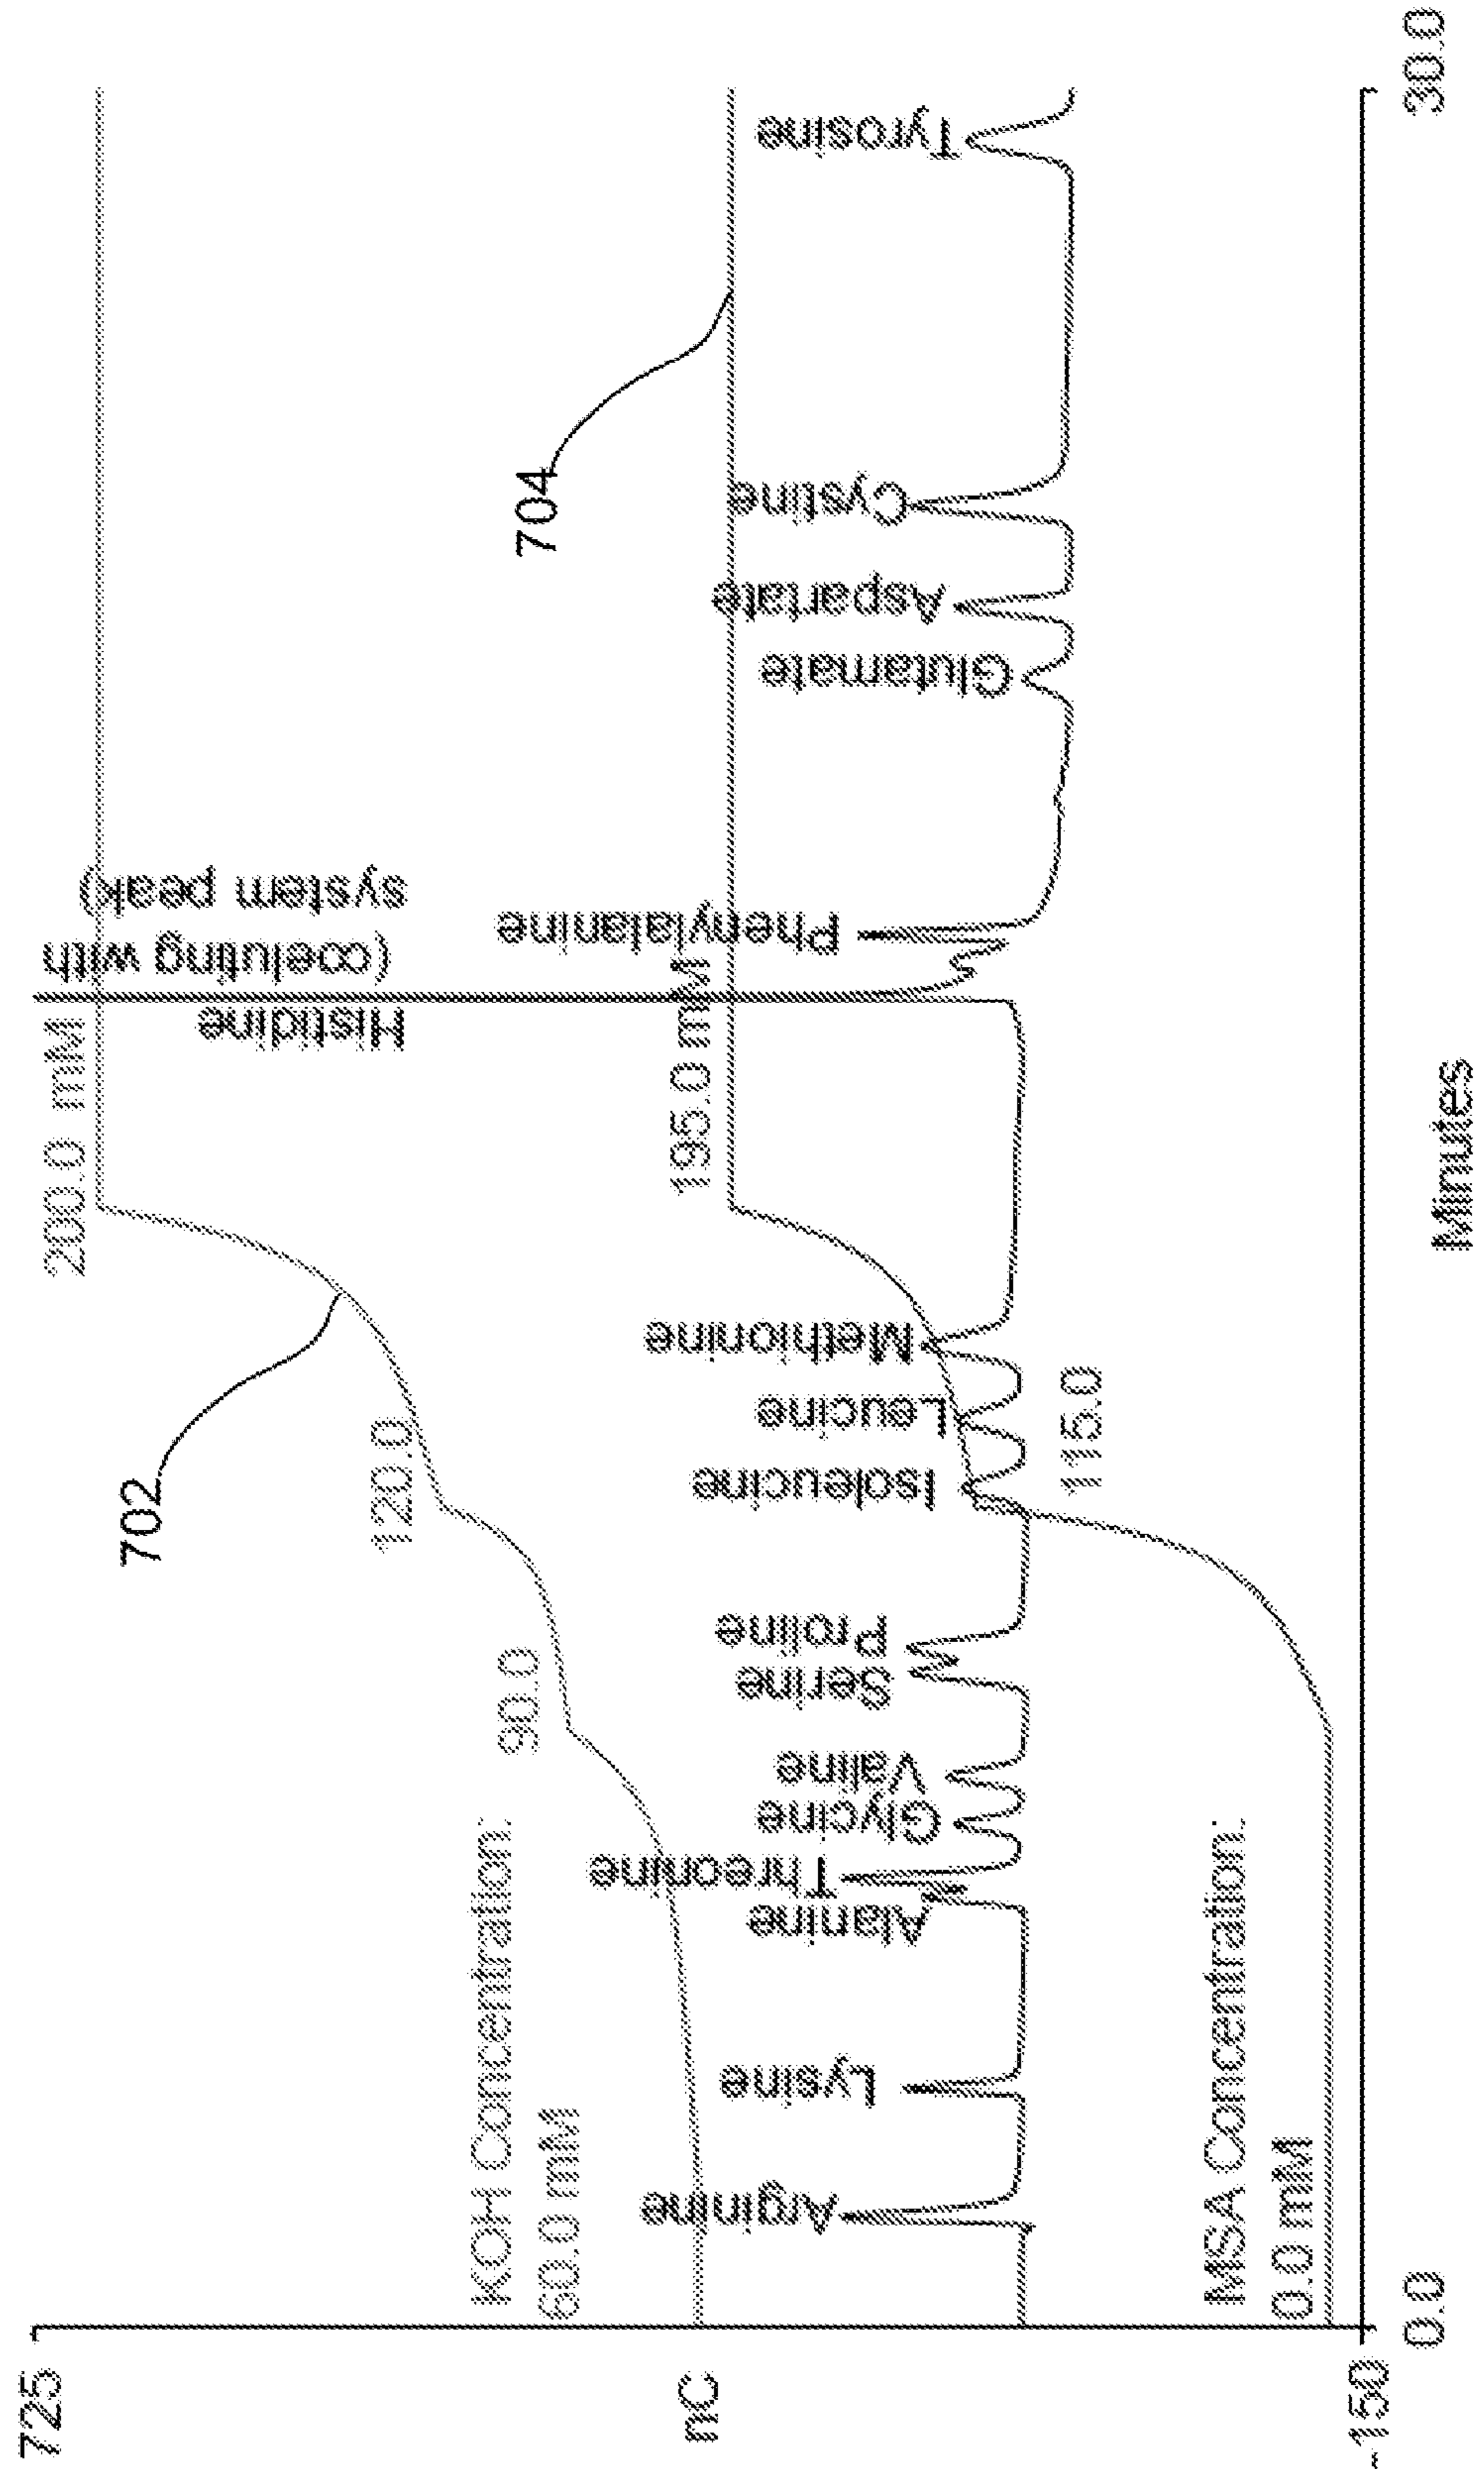 725
nC
-150
0.0
30.0
Minutes
KOH Concentration:
60.0 mM
90.0
120.0
200.0 mM
702
MSA Concentration:
0.0 mM
115.0
195.0 mM
704
Arginine
Lysine
Alanine
Threonine
Glycine
Valine
Serine
Proline
Isoleucine
Leucine
Methionine
Histidine
(coeluting with
system peak)
Phenylalanine
Glutamate
Aspartate
Cystine
Tyrosine